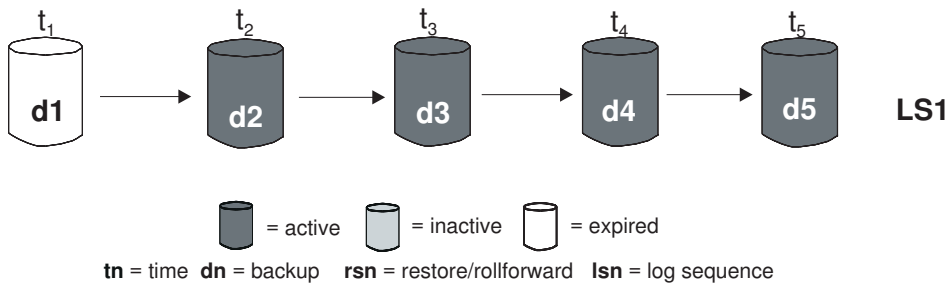 t1 t2 t3 t4 t5
d1 d2 d3 d4 d5 LS1
= active = inactive = expired
tn = time dn = backup rsn = restore/rollforward lsn = log sequence